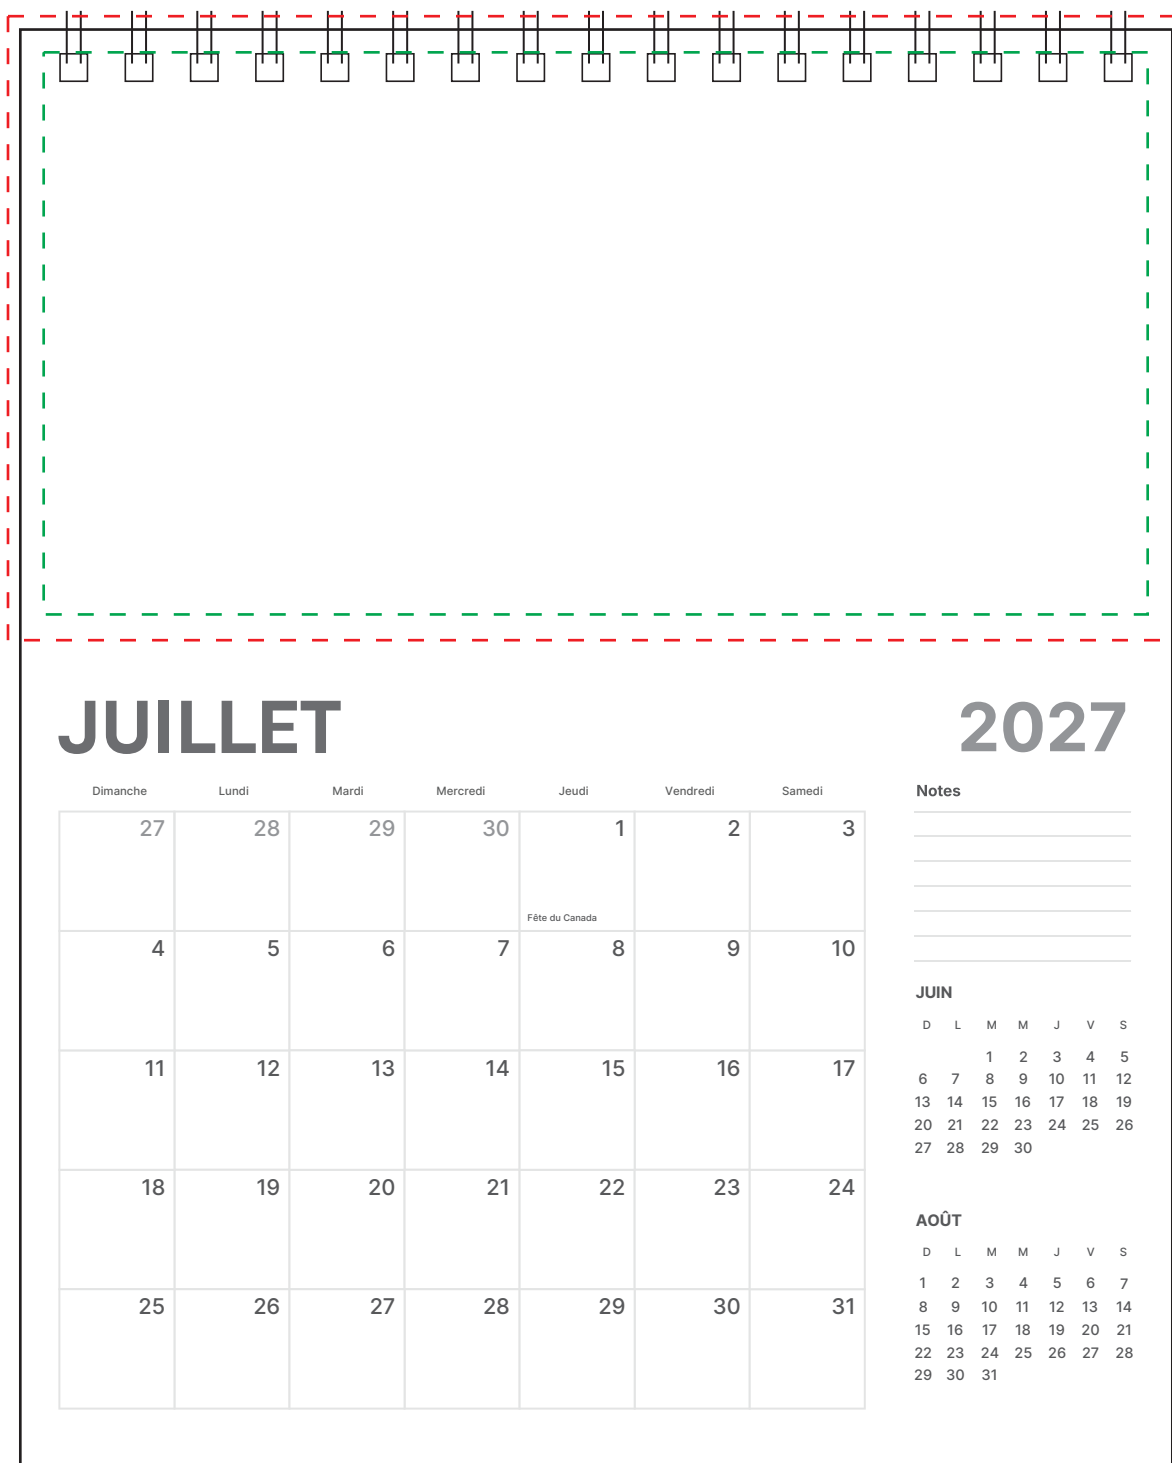 JUILLET 2027
Dimanche Lundi Mardi Mercredi Jeudi Vendredi Samedi
27 28 29 30 1 2 3
Fête du Canada
4 5 6 7 8 9 10
11 12 13 14 15 16 17
18 19 20 21 22 23 24
25 26 27 28 29 30 31
Notes
JUIN
D L M M J V S
1 2 3 4 5
6 7 8 9 10 11 12
13 14 15 16 17 18 19
20 21 22 23 24 25 26
27 28 29 30
AOÛT
D L M M J V S
1 2 3 4 5 6 7
8 9 10 11 12 13 14
15 16 17 18 19 20 21
22 23 24 25 26 27 28
29 30 31